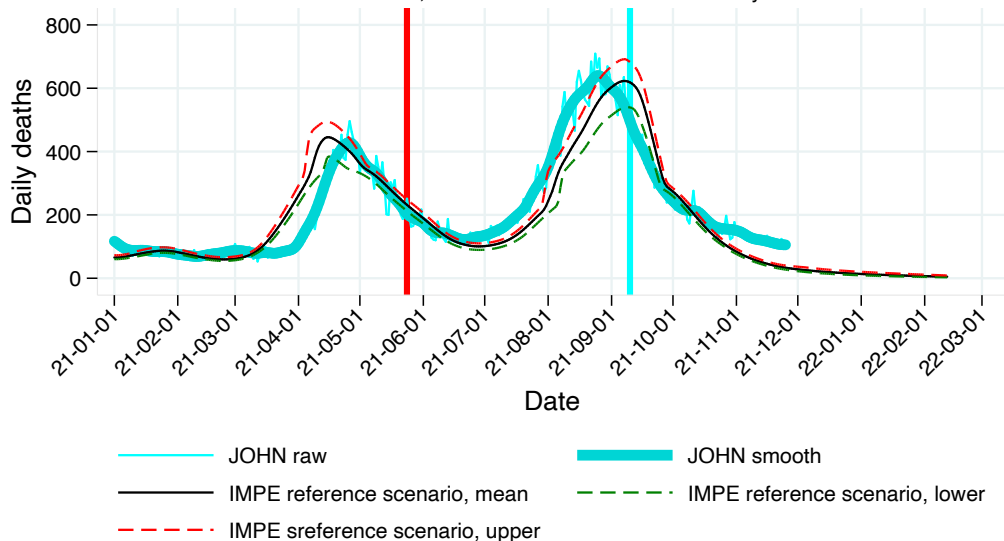 800
600
400
200
0
Daily deaths
21-01-01
21-02-01
21-03-01
21-04-01
21-05-01
21-06-01
21-07-01
21-08-01
21-09-01
21-10-01
21-11-01
21-12-01
22-01-01
22-02-01
22-03-01
Date
JOHN raw
JOHN smooth
IMPE reference scenario, mean
IMPE reference scenario, lower
IMPE sreference scenario, upper